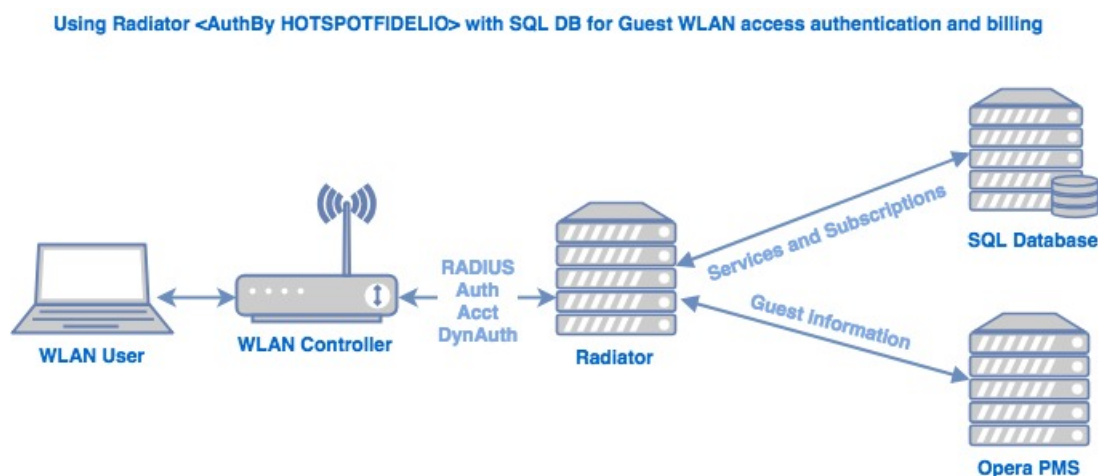 Using Radiator <AuthBy HOTSPOTFIDELIO> with SQL DB for Guest WLAN access authentication and billing
WLAN User
WLAN Controller
RADIUS
Auth
Acct
DynAuth
Radiator
Services and Subscriptions
Guest Information
SQL Database
Opera PMS